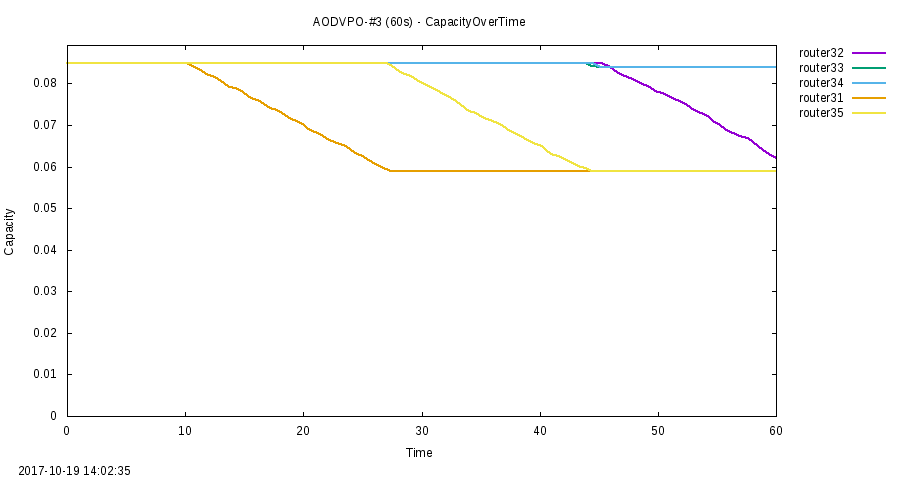 AODVPO-#3 (60s) - CapacityOverTime
router32
router33
router34
router31
router35
0.08
0.07
0.06
0.05
0.04
0.03
0.02
0.01
0
Capacity
0 10 20 30 40 50 60
Time
2017-10-19 14:02:35